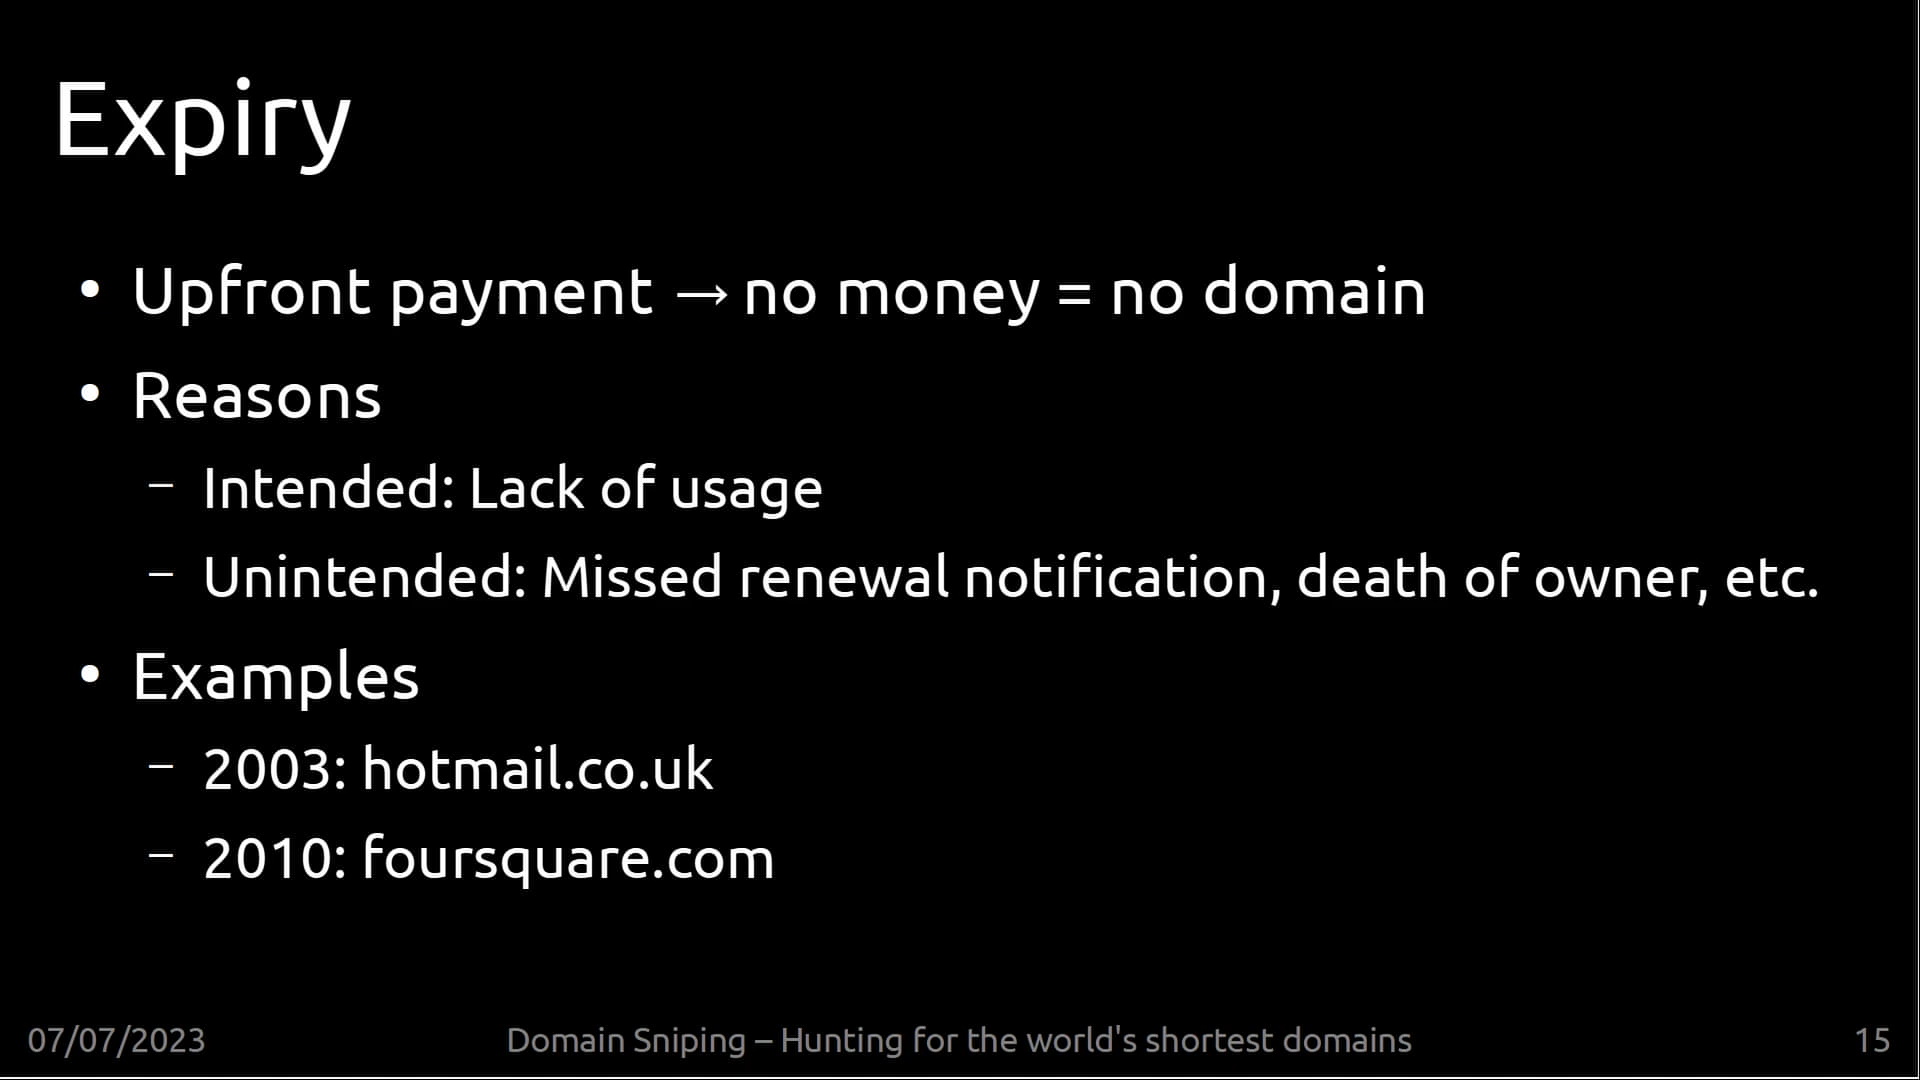 Expiry
• Upfront payment → no money = no domain
• Reasons
– Intended: Lack of usage
– Unintended: Missed renewal notification, death of owner, etc.
• Examples
– 2003: hotmail.co.uk
– 2010: foursquare.com
07/07/2023 Domain Sniping – Hunting for the world's shortest domains 15